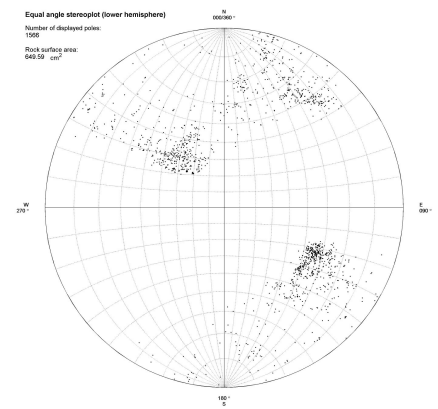 Equal angle stereoplot (lower hemisphere)
Number of displayed poles:
1566
Rock surface area:
649.59 cm2
N
000/360 °
W
270 °
E
090 °
180 °
S